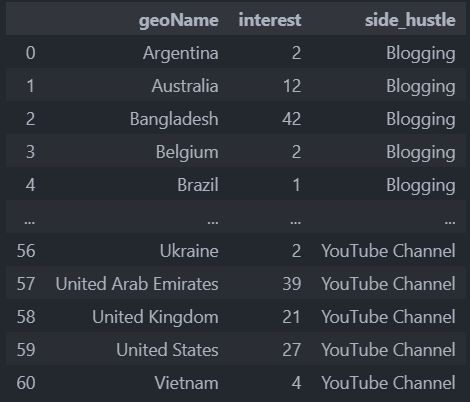 geoName interest side_hustle
0 Argentina 2 Blogging
1 Australia 12 Blogging
2 Bangladesh 42 Blogging
3 Belgium 2 Blogging
4 Brazil 1 Blogging
... ... ... ...
56 Ukraine 2 YouTube Channel
57 United Arab Emirates 39 YouTube Channel
58 United Kingdom 21 YouTube Channel
59 United States 27 YouTube Channel
60 Vietnam 4 YouTube Channel